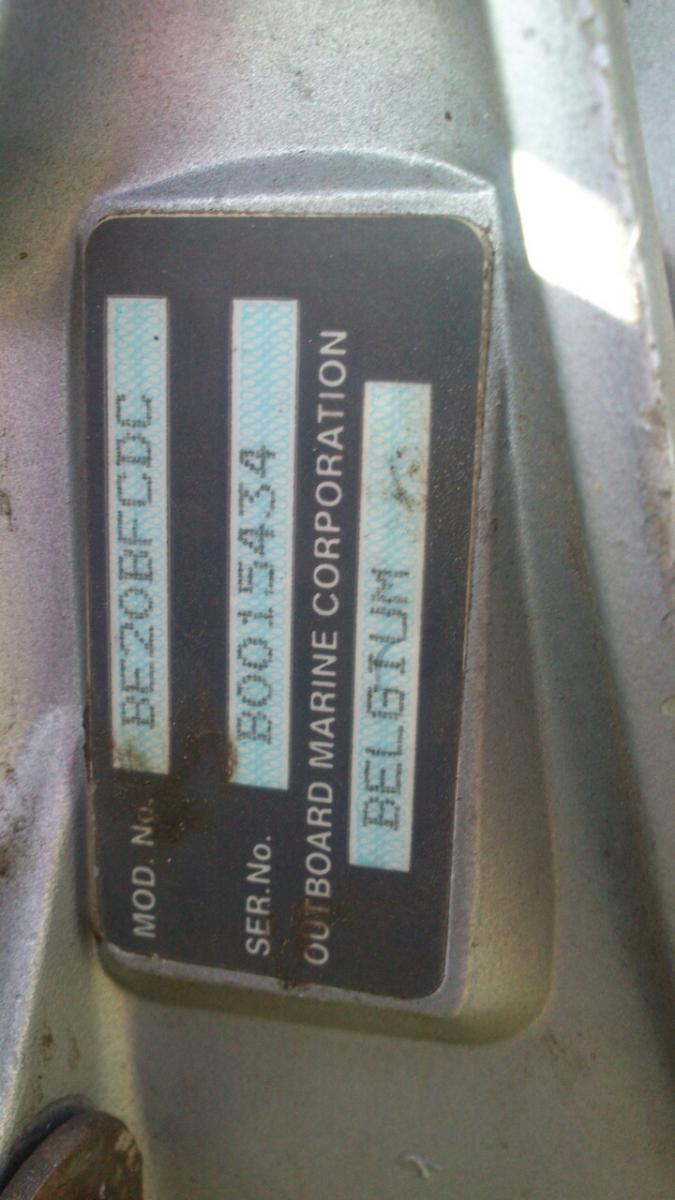 MOD. No. BE20BFCDC
SER.No. B0015434
OUTBOARD MARINE CORPORATION
BELGIUM